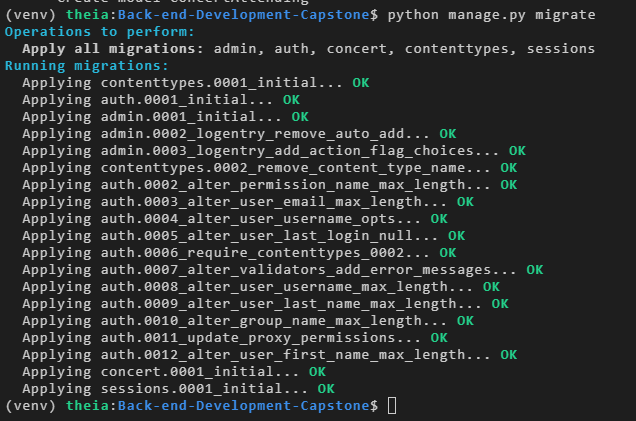 Create model ConcertAttending
(venv) theia:Back-end-Development-Capstone$ python manage.py migrate
Operations to perform:
  Apply all migrations: admin, auth, concert, contenttypes, sessions
Running migrations:
  Applying contenttypes.0001_initial... OK
  Applying auth.0001_initial... OK
  Applying admin.0001_initial... OK
  Applying admin.0002_logentry_remove_auto_add... OK
  Applying admin.0003_logentry_add_action_flag_choices... OK
  Applying contenttypes.0002_remove_content_type_name... OK
  Applying auth.0002_alter_permission_name_max_length... OK
  Applying auth.0003_alter_user_email_max_length... OK
  Applying auth.0004_alter_user_username_opts... OK
  Applying auth.0005_alter_user_last_login_null... OK
  Applying auth.0006_require_contenttypes_0002... OK
  Applying auth.0007_alter_validators_add_error_messages... OK
  Applying auth.0008_alter_user_username_max_length... OK
  Applying auth.0009_alter_user_last_name_max_length... OK
  Applying auth.0010_alter_group_name_max_length... OK
  Applying auth.0011_update_proxy_permissions... OK
  Applying auth.0012_alter_user_first_name_max_length... OK
  Applying concert.0001_initial... OK
  Applying sessions.0001_initial... OK
(venv) theia:Back-end-Development-Capstone$